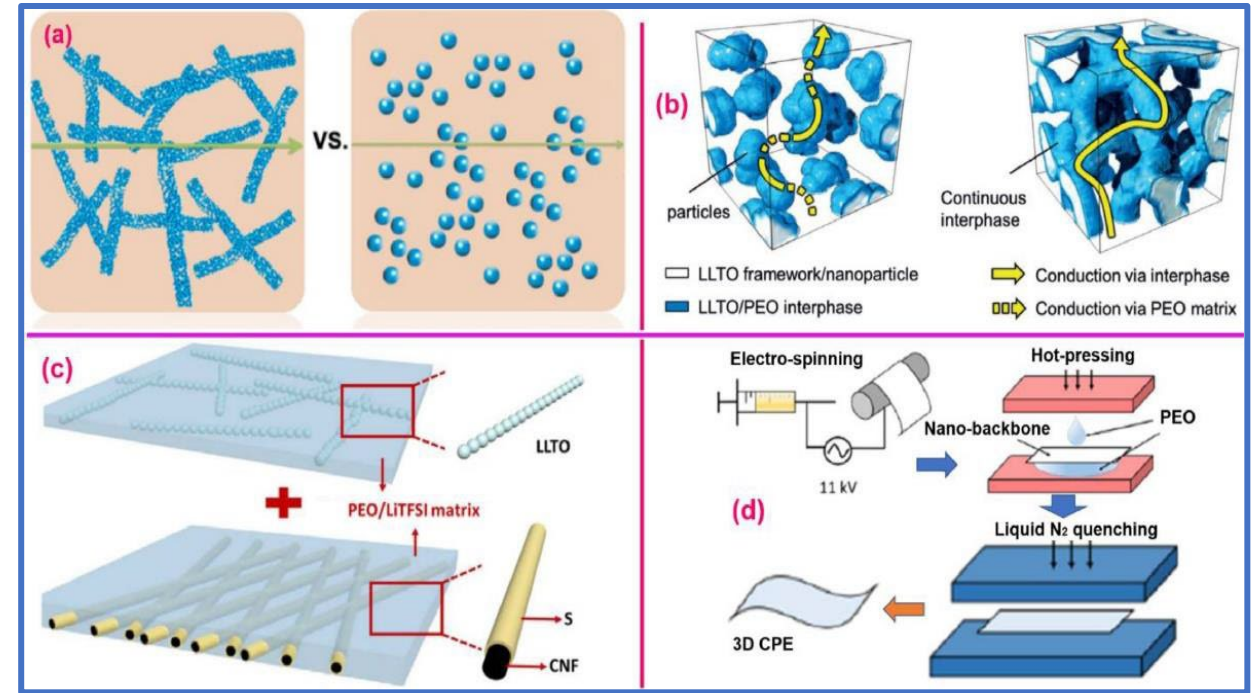 (a)
VS.
(b)
particles
Continuous
interphase
LLTO framework/nanoparticle
LLTO/PEO interphase
Conduction via interphase
Conduction via PEO matrix
(c)
LLTO
PEO/LiTFSI matrix
S
CNF
Electro-spinning
11 kV
Hot-pressing
Nano-backbone
PEO
(d)
Liquid N₂ quenching
3D CPE